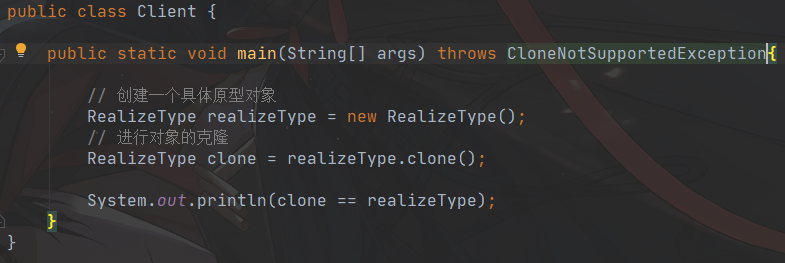 public class Client {
public static void main(String[] args) throws CloneNotSupportedException{
// 创建一个具体原型对象
RealizeType realizeType = new RealizeType();
// 进行对象的克隆
RealizeType clone = realizeType.clone();
System.out.println(clone == realizeType);
}
}